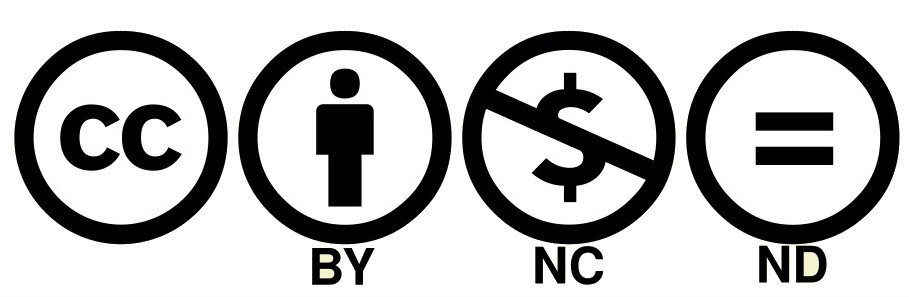 cc $ =
BY NC ND